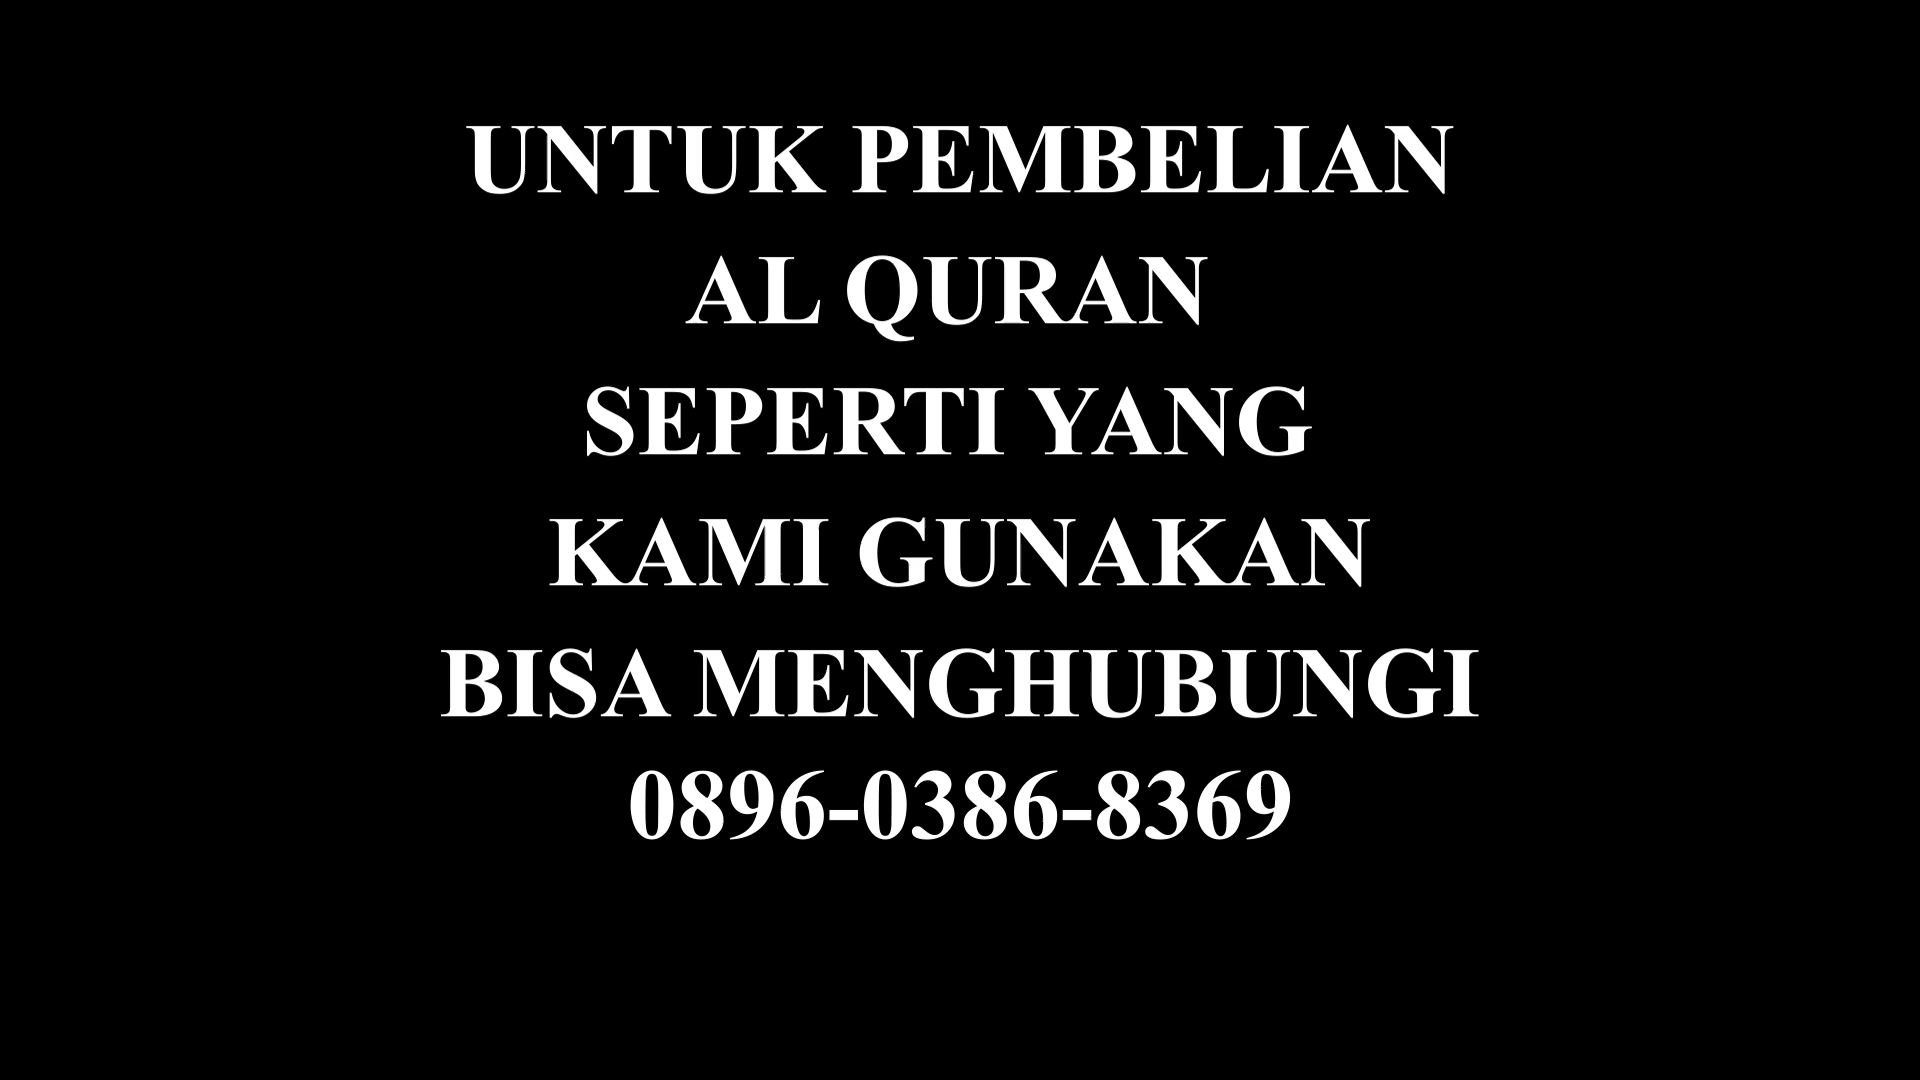 UNTUK PEMBELIAN
AL QURAN
SEPERTI YANG
KAMI GUNAKAN
BISA MENGHUBUNGI
0896-0386-8369